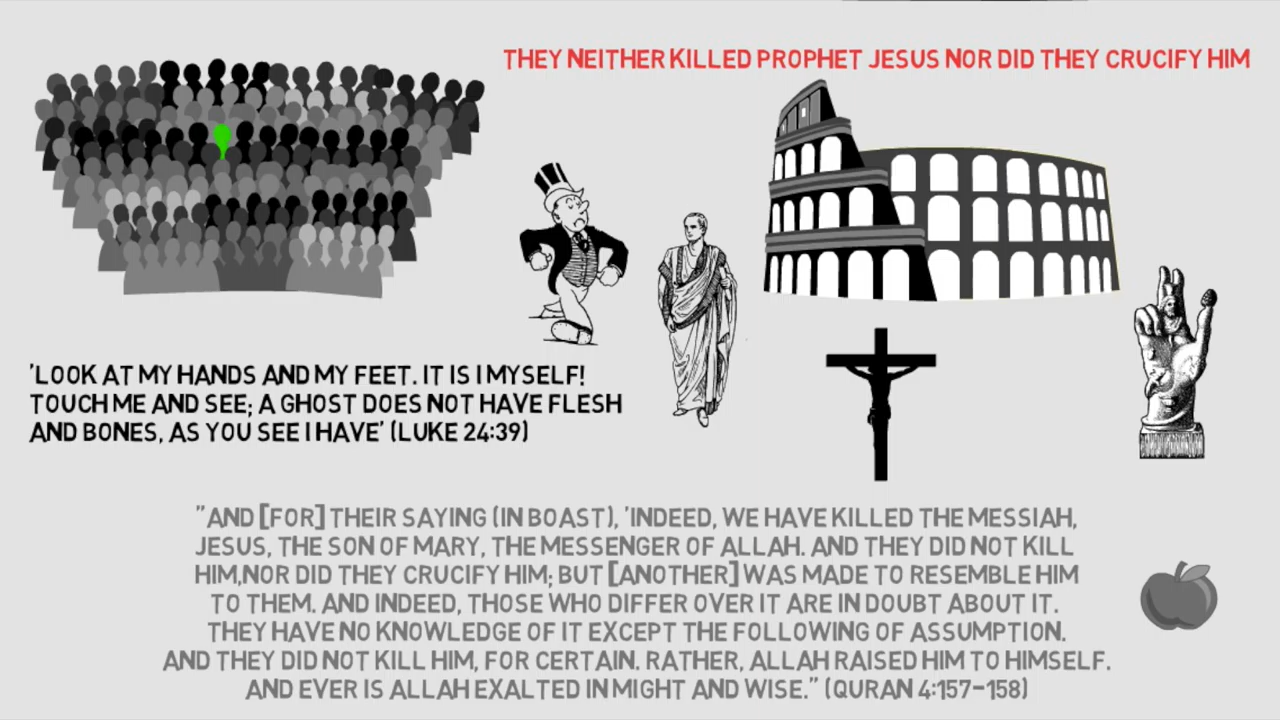 THEY NEITHER KILLED PROPHET JESUS NOR DID THEY CRUCIFY HIM
'LOOK AT MY HANDS AND MY FEET. IT IS I MYSELF!
TOUCH ME AND SEE; A GHOST DOES NOT HAVE FLESH
AND BONES, AS YOU SEE I HAVE' (LUKE 24:39)
"AND [FOR] THEIR SAYING (IN BOAST), 'INDEED, WE HAVE KILLED THE MESSIAH,
JESUS, THE SON OF MARY, THE MESSENGER OF ALLAH. AND THEY DID NOT KILL
HIM,NOR DID THEY CRUCIFY HIM; BUT [ANOTHER] WAS MADE TO RESEMBLE HIM
TO THEM. AND INDEED, THOSE WHO DIFFER OVER IT ARE IN DOUBT ABOUT IT.
THEY HAVE NO KNOWLEDGE OF IT EXCEPT THE FOLLOWING OF ASSUMPTION.
AND THEY DID NOT KILL HIM, FOR CERTAIN. RATHER, ALLAH RAISED HIM TO HIMSELF.
AND EVER IS ALLAH EXALTED IN MIGHT AND WISE." (QURAN 4:157-158)